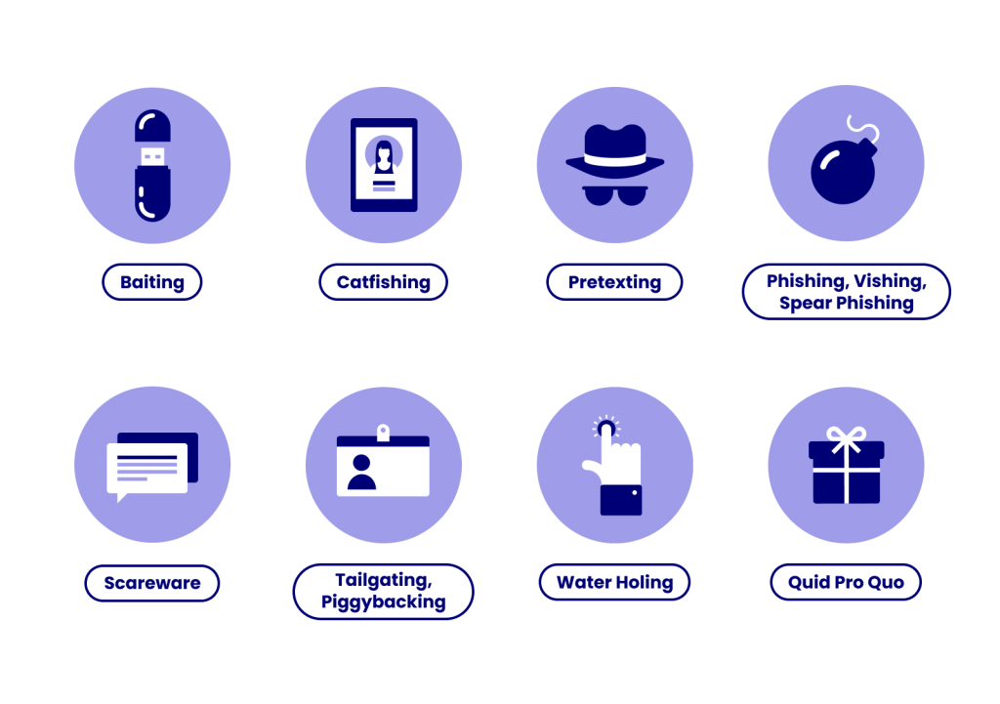 Baiting
Catfishing
Pretexting
Phishing, Vishing,
Spear Phishing
Scareware
Tailgating,
Piggybacking
Water Holing
Quid Pro Quo